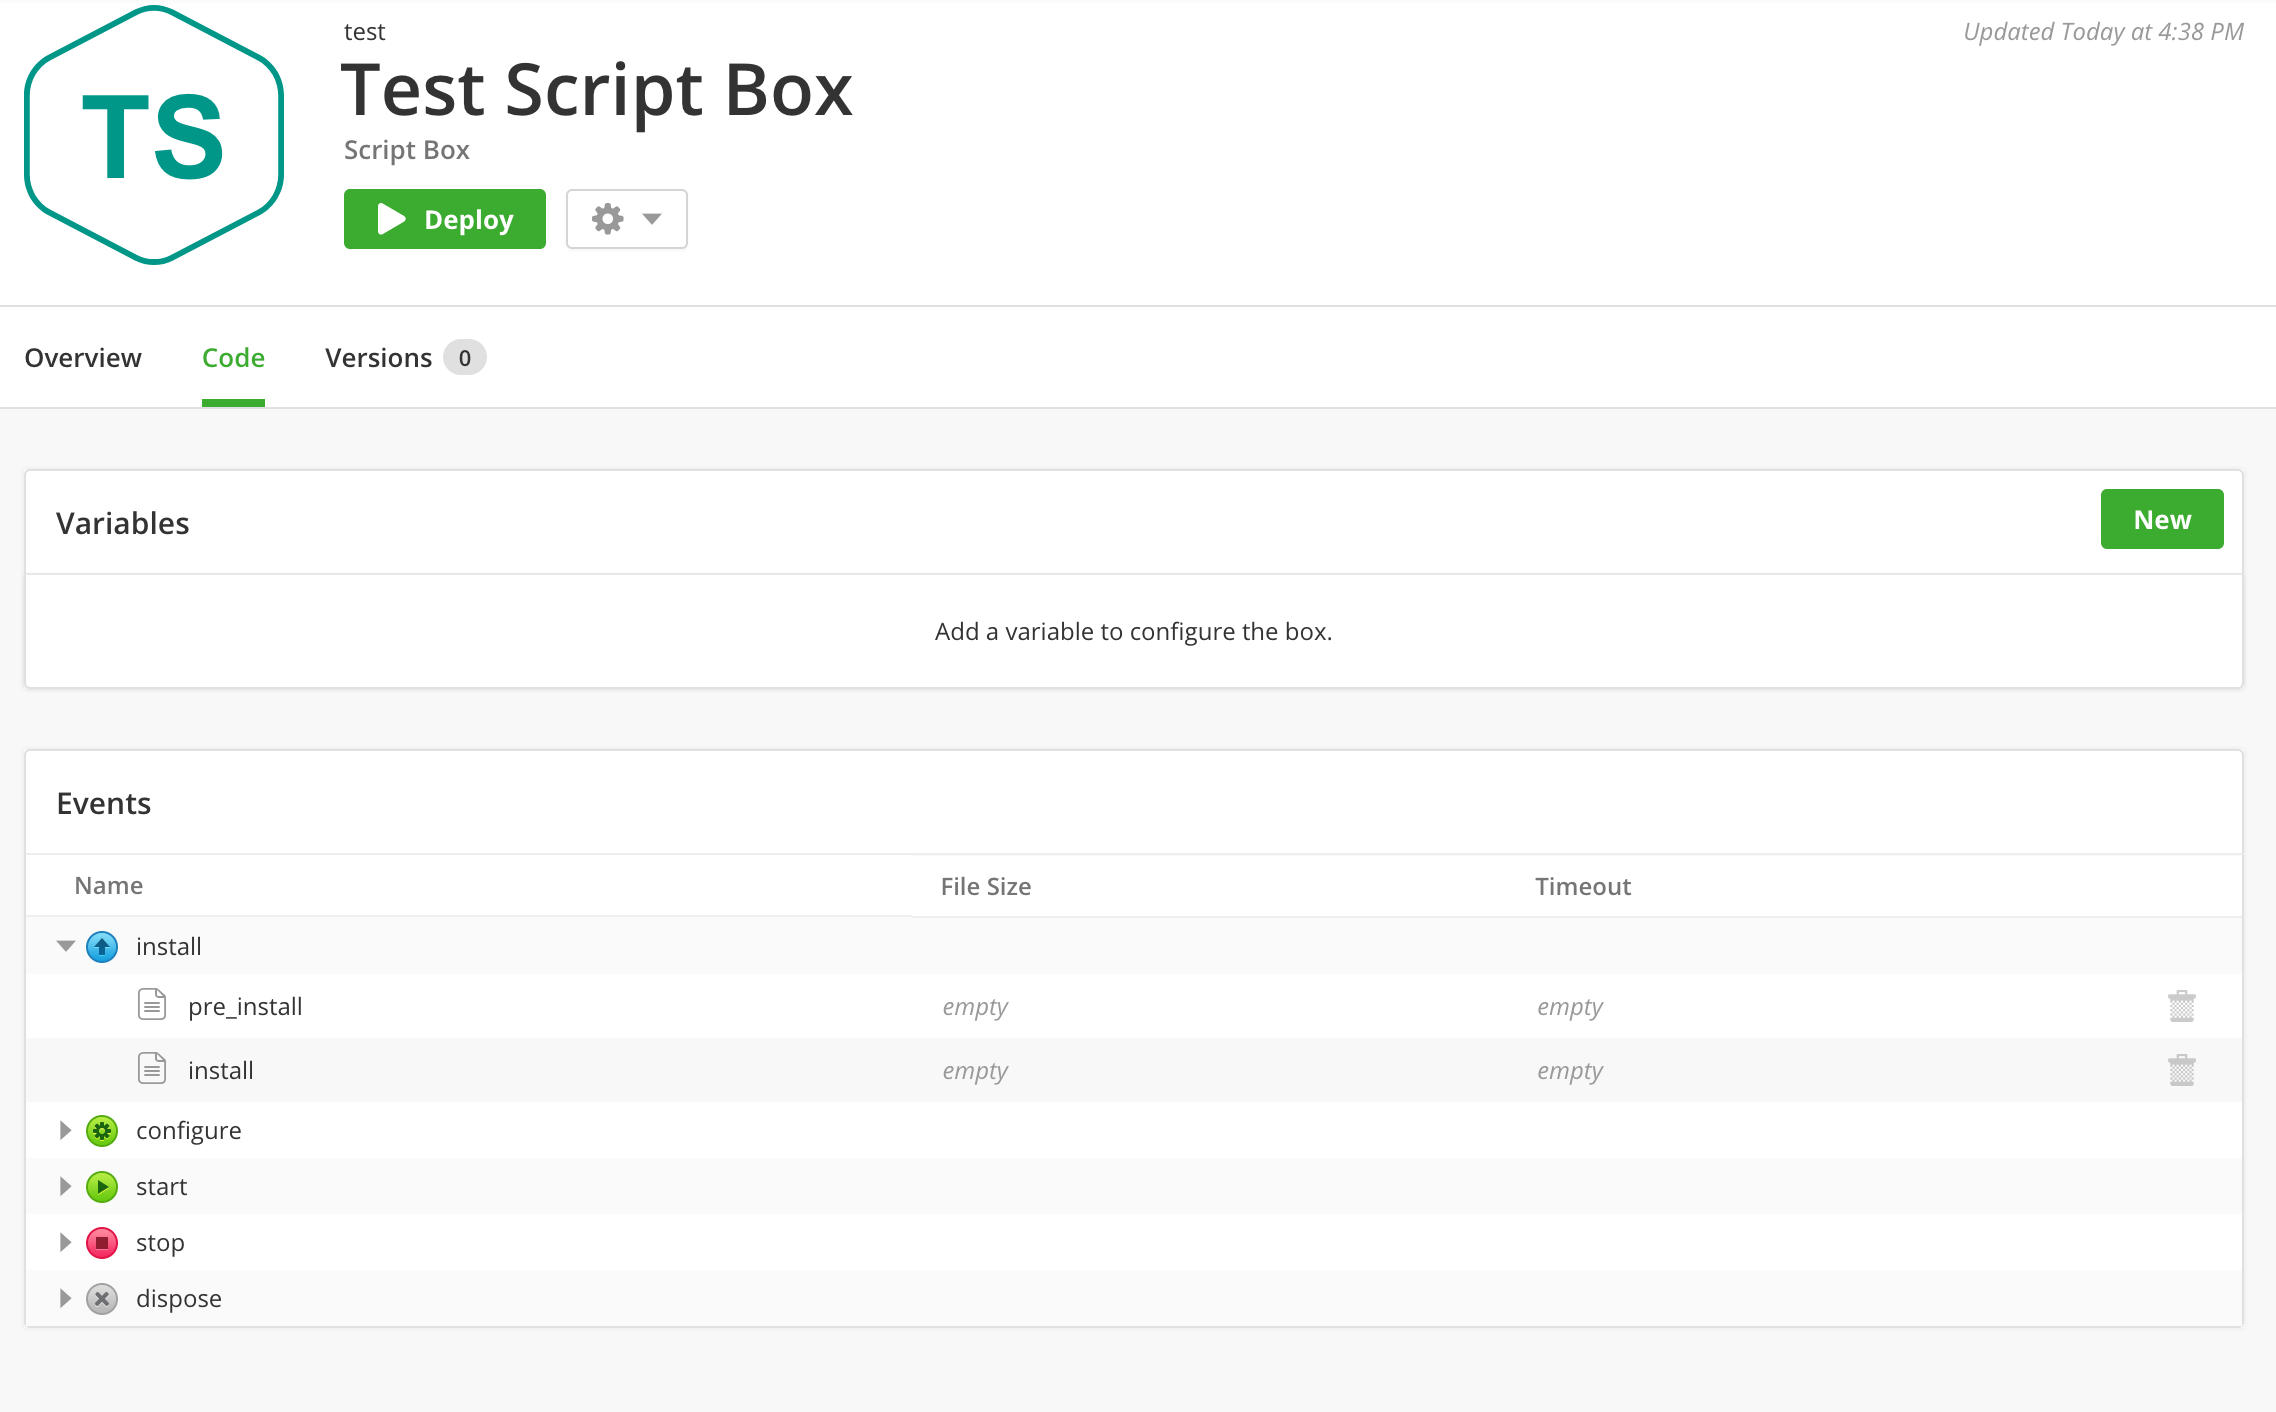 TS
test
Updated Today at 4:38 PM
Test Script Box
Script Box
Deploy
Overview Code Versions 0
Variables New
Add a variable to configure the box.
Events
Name File Size Timeout
install
pre_install empty empty
install empty empty
configure
start
stop
dispose